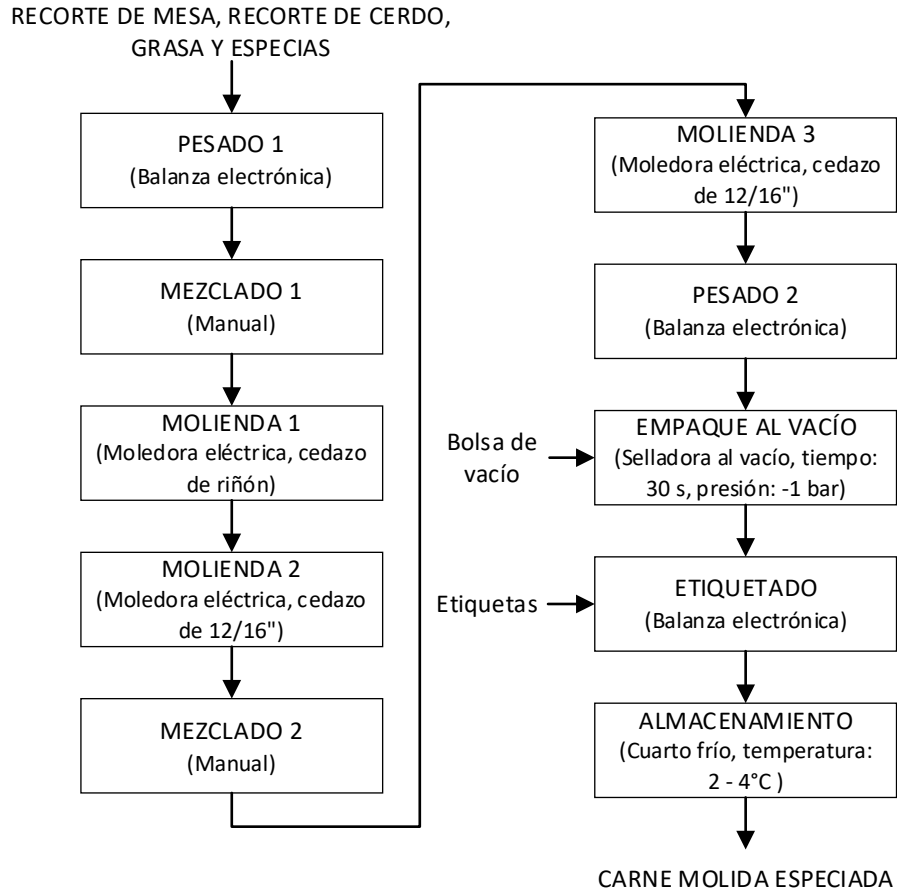 RECORTE DE MESA, RECORTE DE CERDO,
GRASA Y ESPECIAS
PESADO 1
(Balanza electrónica)
MEZCLADO 1
(Manual)
MOLIENDA 1
(Moledora eléctrica, cedazo
de riñón)
MOLIENDA 2
(Moledora eléctrica, cedazo
de 12/16")
MEZCLADO 2
(Manual)
MOLIENDA 3
(Moledora eléctrica, cedazo
de 12/16")
PESADO 2
(Balanza electrónica)
Bolsa de
vacío
EMPAQUE AL VACÍO
(Selladora al vacío, tiempo:
30 s, presión: -1 bar)
Etiquetas
ETIQUETADO
(Balanza electrónica)
ALMACENAMIENTO
(Cuarto frío, temperatura:
2 - 4°C )
CARNE MOLIDA ESPECIADA